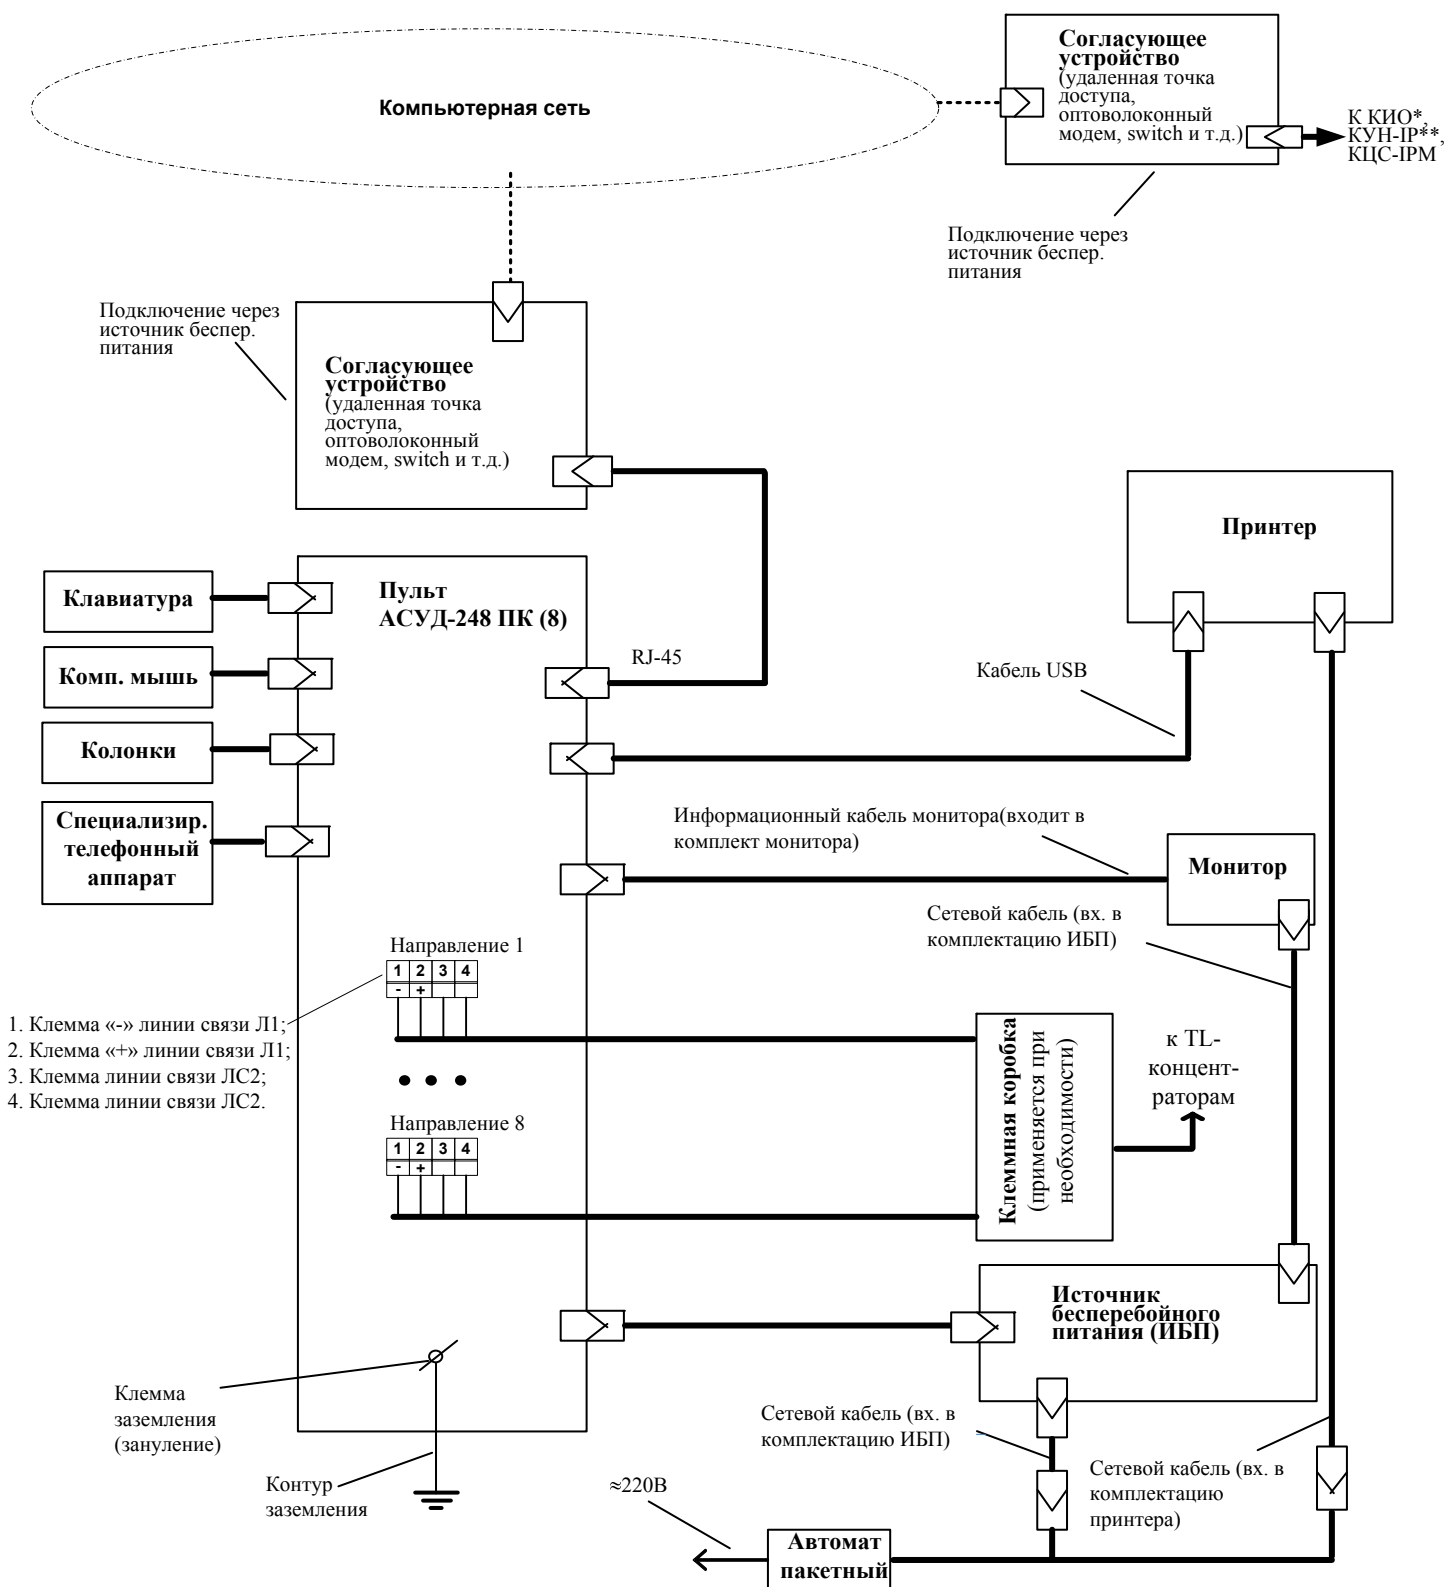 Согласующее
устройство
(удаленная точка
доступа,
оптоволоконный
модем, switch и т.д.)
Компьютерная сеть
К КИО*,
КУН-IP**,
КЦС-IPM
Подключение через
источник беспер.
питания
Подключение через
источник беспер.
питания
Согласующее
устройство
(удаленная точка
доступа,
оптоволоконный
модем, switch и т.д.)
Принтер
Клавиатура
Пульт
АСУД-248 ПК (8)
Комп. мышь
RJ-45
Кабель USB
Колонки
Специализир.
телефонный
аппарат
Информационный кабель монитора(входит в
комплект монитора)
Монитор
Сетевой кабель (вх. в
комплектацию ИБП)
Направление 1
1 2 3 4
- +
1. Клемма «-» линии связи Л1;
2. Клемма «+» линии связи Л1;
3. Клемма линии связи ЛС2;
4. Клемма линии связи ЛС2.
Клеммная коробка
(применяется при
необходимости)
к TL-
концент-
раторам
Направление 8
1 2 3 4
- +
Источник
бесперебойного
питания (ИБП)
Клемма
заземления
(зануление)
Контур
заземления
Сетевой кабель (вх. в
комплектацию ИБП)
Сетевой кабель (вх. в
комплектацию
принтера)
≈220В
Автомат
пакетный